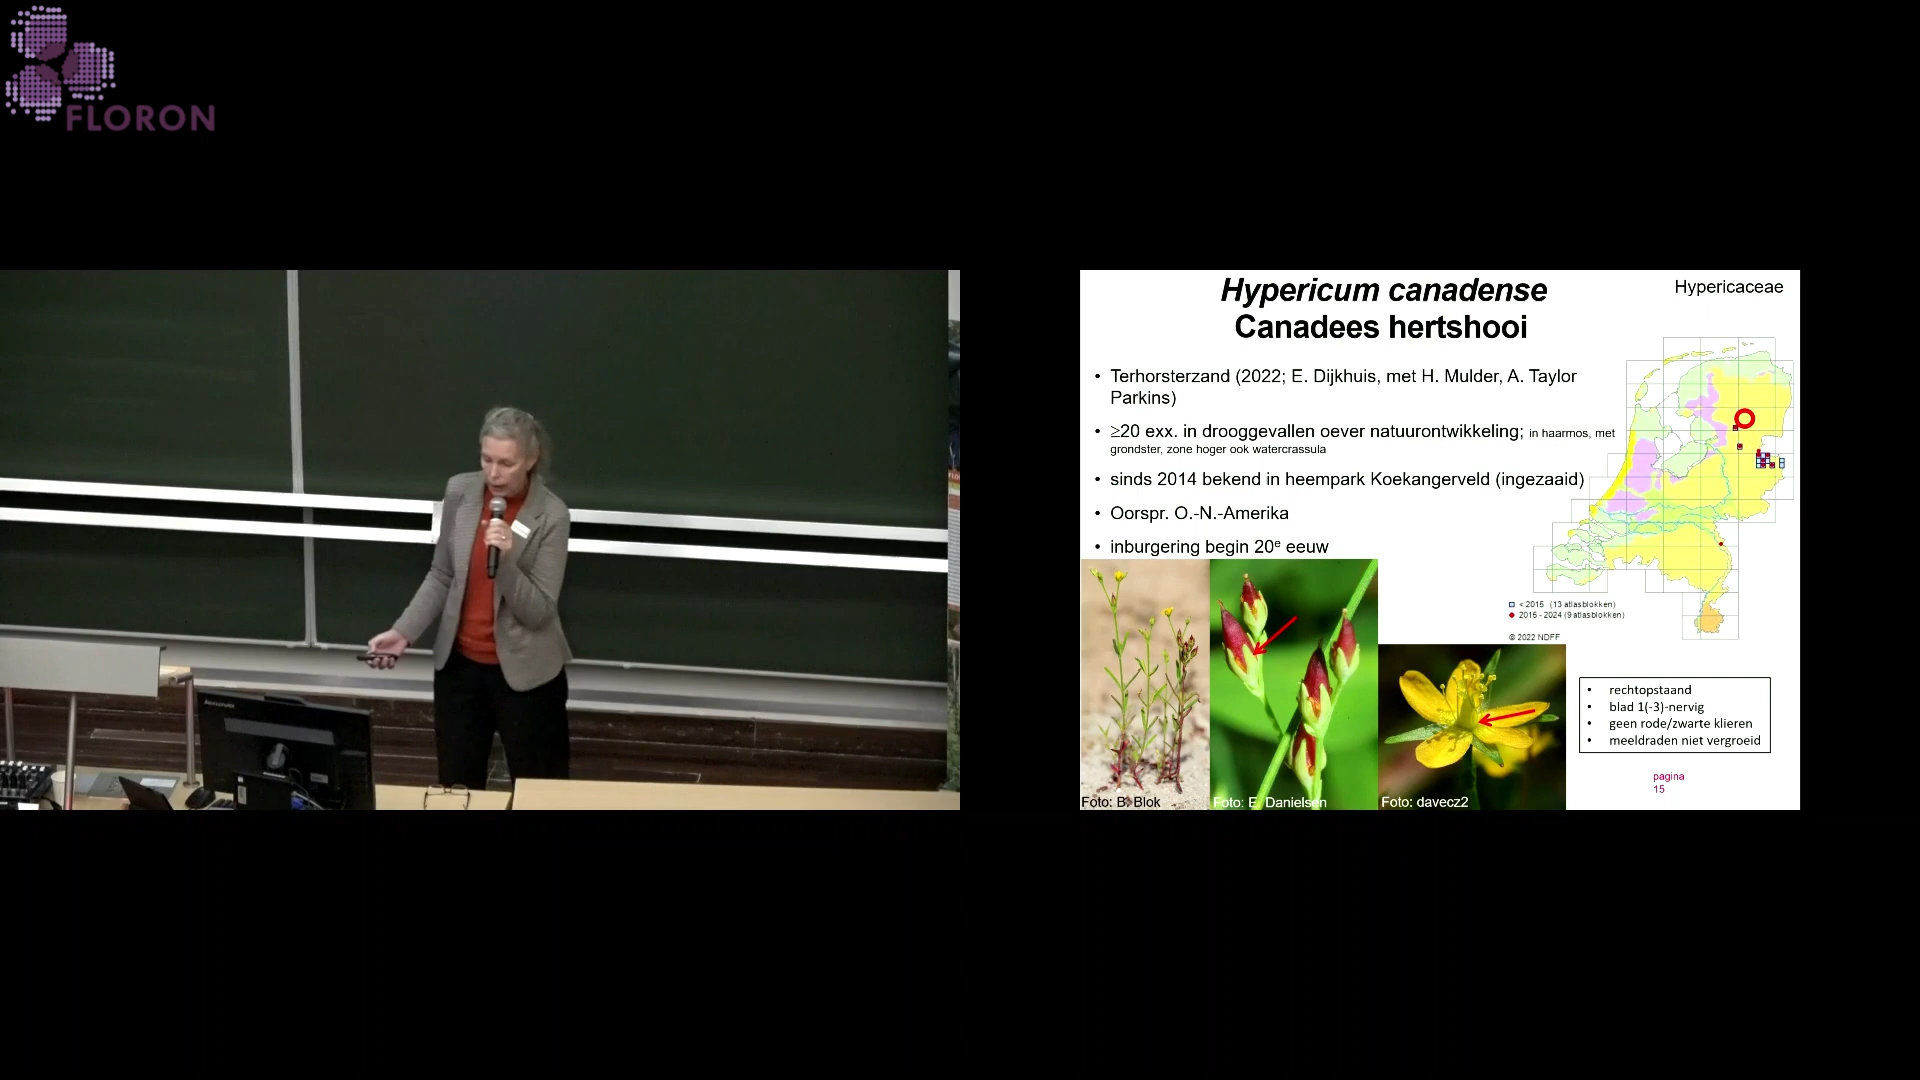 FLORON
Hypericum canadense
Canadees hertshooi
Hypericaceae
• Terhorsterzand (2022; E. Dijkhuis, met H. Mulder, A. Taylor
Parkins)
• ≥20 exx. in drooggevallen oever natuurontwikkeling; in haarmos, met
grondster, zone hoger ook watercrassula
• sinds 2014 bekend in heempark Koekangerveld (ingezaaid)
• Oorspr. O.-N.-Amerika
• inburgering begin 20e eeuw
< 2015 (13 atlasblokken)
2015 - 2024 (9 atlasblokken)
© 2022 NDFF
Foto: B. Blok
Foto: E. Danielsen
Foto: davecz2
• rechtopstaand
• blad 1(-3)-nervig
• geen rode/zwarte klieren
• meeldraden niet vergroeid
pagina
15